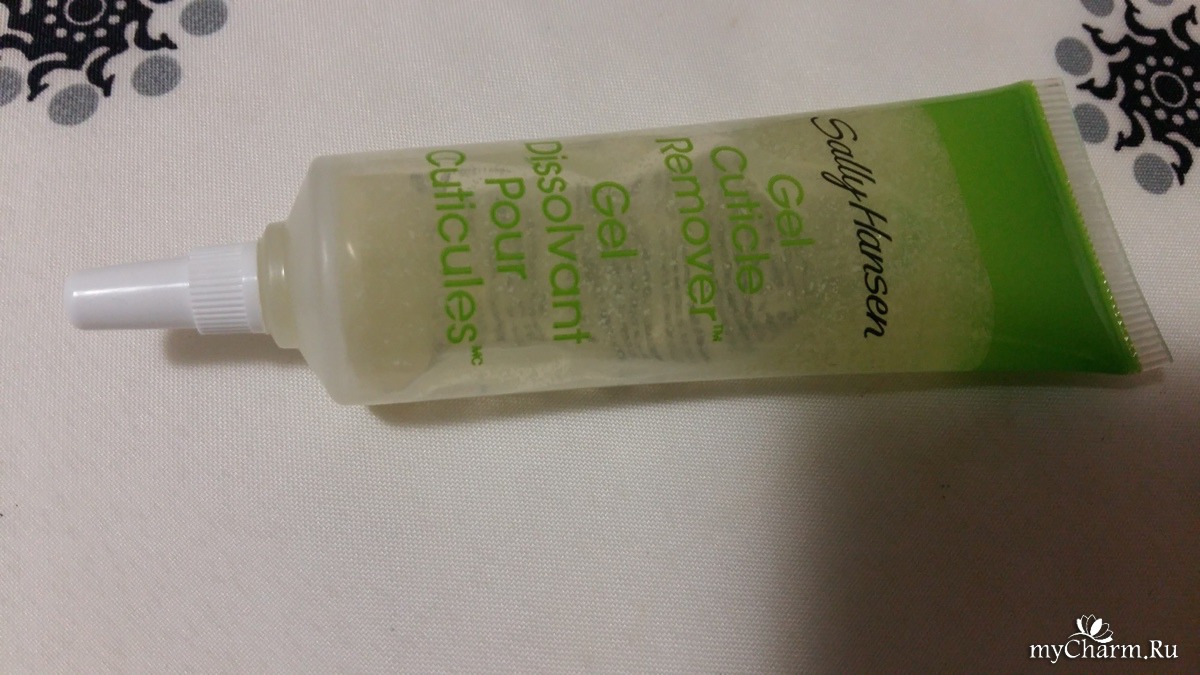 Sally Hansen
Gel
Cuticle
Remover™
Gel
Dissolvant
Pour
Cuticules MC
myCharm.Ru